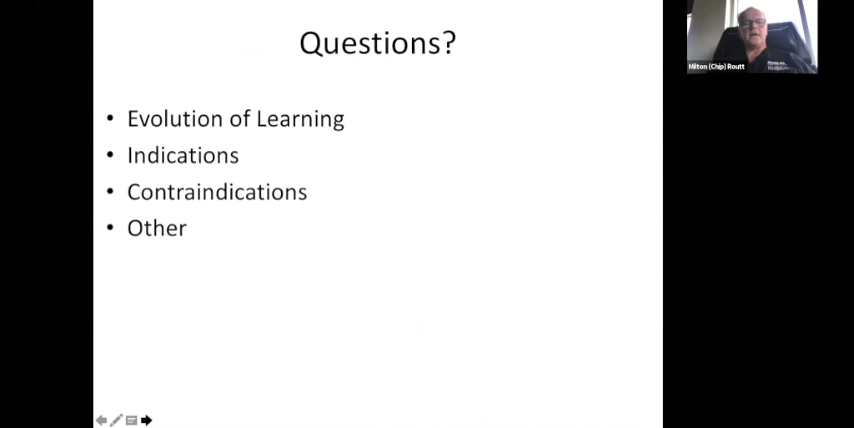 Questions?
• Evolution of Learning
• Indications
• Contraindications
• Other
Milton (Chip) Routt